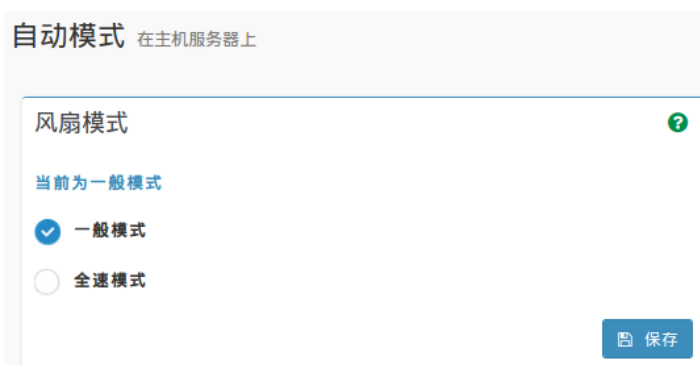 自动模式 在主机服务器上
风扇模式
当前为一般模式
一般模式
全速模式
保存